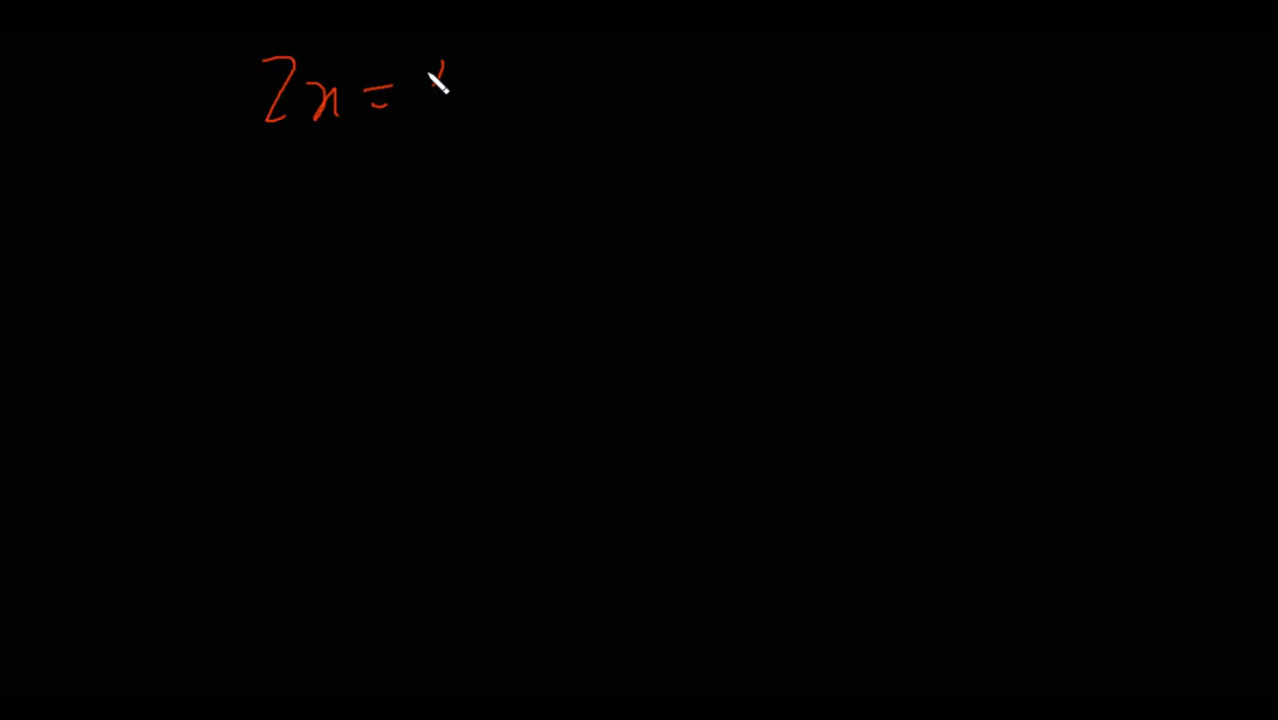 2x =